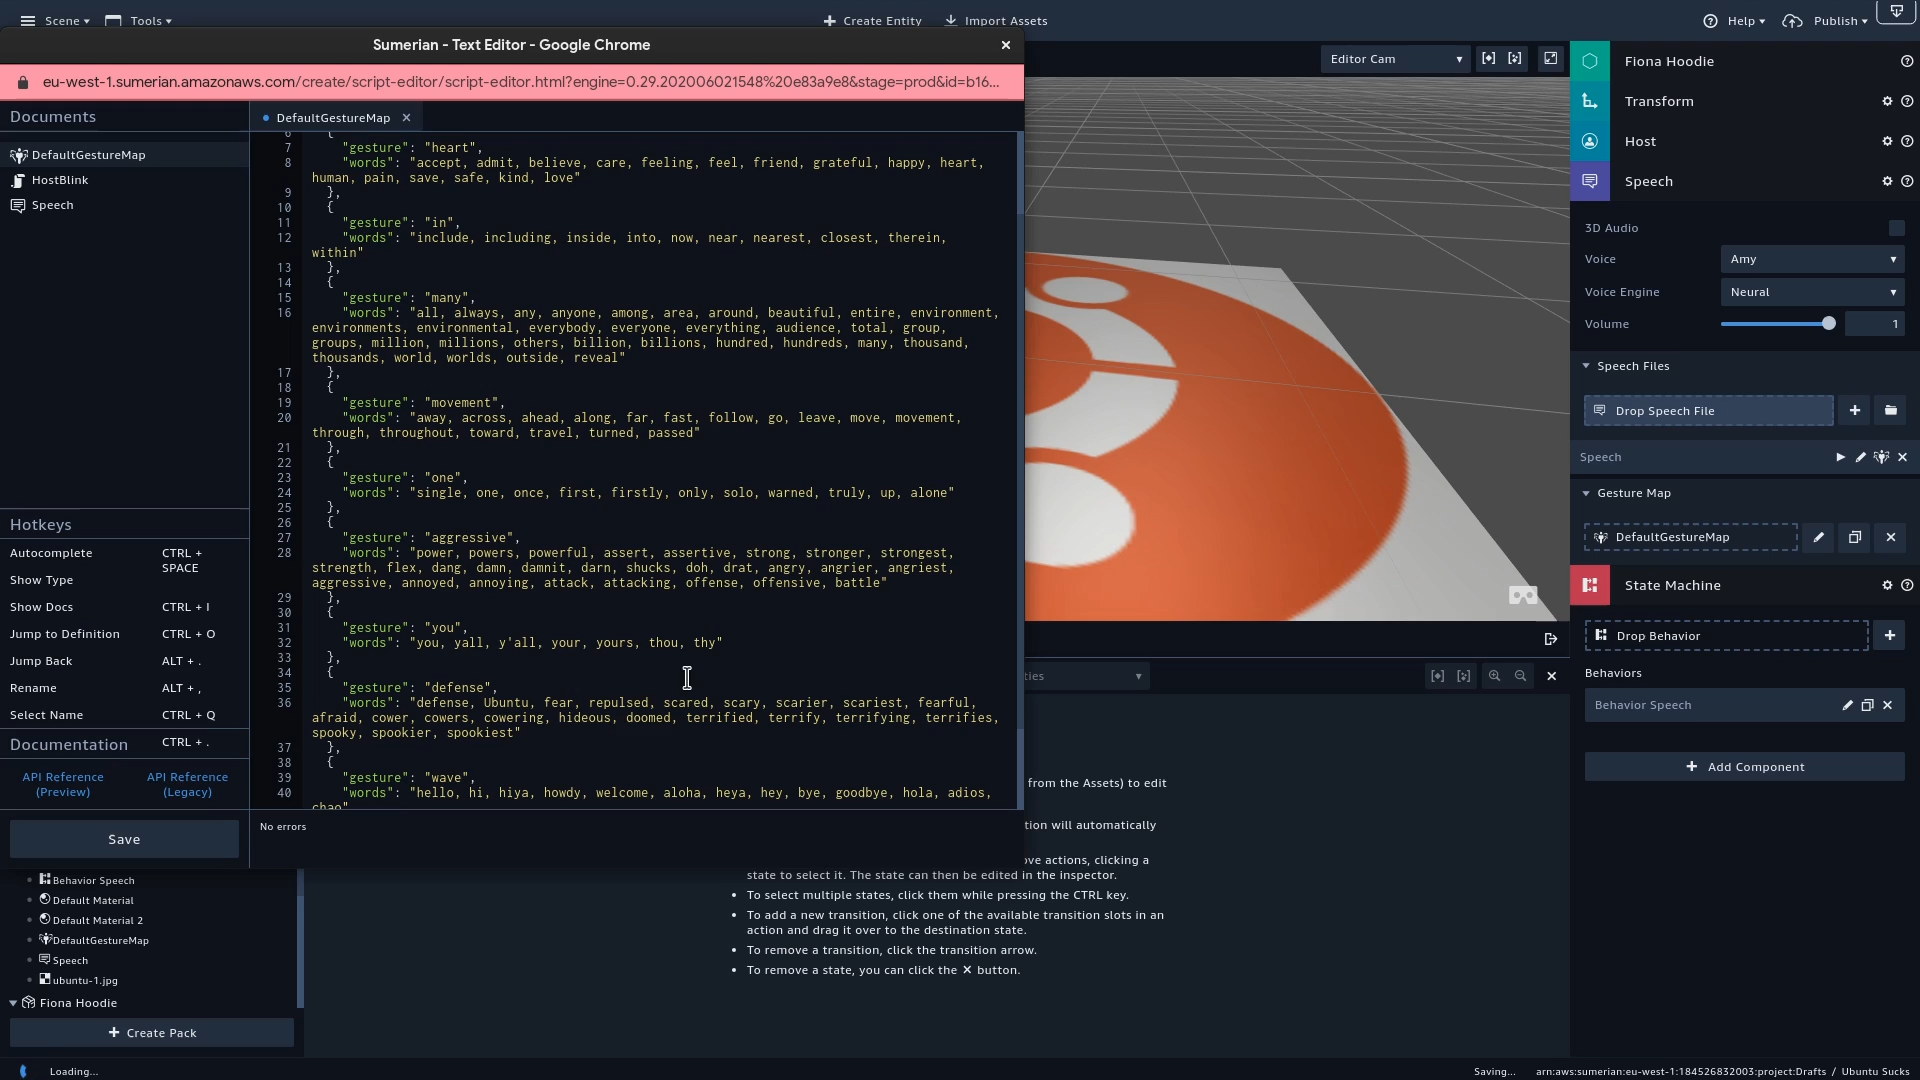 Scene
Tools
Create Entity
Import Assets
Help
Publish
Sumerian - Text Editor - Google Chrome
eu-west-1.sumerian.amazonaws.com/create/script-editor/script-editor.html?engine=0.29.202006021548%20e83a9e8&stage=prod&id=b16...
Documents
DefaultGestureMap
HostBlink
Speech
Hotkeys
Autocomplete CTRL + SPACE
Show Type
Show Docs CTRL + I
Jump to Definition CTRL + O
Jump Back ALT + .
Rename ALT + ,
Select Name CTRL + Q
CTRL + .
Documentation
API Reference (Preview)
API Reference (Legacy)
Save
DefaultGestureMap
6 {
7 "gesture": "heart",
8 "words": "accept, admit, believe, care, feeling, feel, friend, grateful, happy, heart,
human, pain, save, safe, kind, love"
9 },
10 {
11 "gesture": "in",
12 "words": "include, including, inside, into, now, near, nearest, closest, therein,
within"
13 },
14 {
15 "gesture": "many",
16 "words": "all, always, any, anyone, among, area, around, beautiful, entire, environment,
environments, environmental, everybody, everyone, everything, audience, total, group,
groups, million, millions, others, billion, billions, hundred, hundreds, many, thousand,
thousands, world, worlds, outside, reveal"
17 },
18 {
19 "gesture": "movement",
20 "words": "away, across, ahead, along, far, fast, follow, go, leave, move, movement,
through, throughout, toward, travel, turned, passed"
21 },
22 {
23 "gesture": "one",
24 "words": "single, one, once, first, firstly, only, solo, warned, truly, up, alone"
25 },
26 {
27 "gesture": "aggressive",
28 "words": "power, powers, powerful, assert, assertive, strong, stronger, strongest,
strength, flex, dang, damn, damnit, darn, shucks, doh, drat, angry, angrier, angriest,
aggressive, annoyed, annoying, attack, attacking, offense, offensive, battle"
29 },
30 {
31 "gesture": "you",
32 "words": "you, yall, y'all, your, yours, thou, thy"
33 },
34 {
35 "gesture": "defense",
36 "words": "defense, Ubuntu, fear, repulsed, scared, scary, scarier, scariest, fearful,
afraid, cower, cowers, cowering, hideous, doomed, terrified, terrify, terrifying, terrifies,
spooky, spookier, spookiest"
37 },
38 {
39 "gesture": "wave",
40 "words": "hello, hi, hiya, howdy, welcome, aloha, heya, hey, bye, goodbye, hola, adios,
chao"
No errors
Editor Cam
Fiona Hoodie
Transform
Host
Speech
3D Audio
Voice Amy
Voice Engine Neural
Volume 1
Speech Files
Drop Speech File
Speech
Gesture Map
DefaultGestureMap
State Machine
Drop Behavior
Behaviors
Behavior Speech
Add Component
ties
from the Assets) to edit
tion will automatically
ove actions, clicking a
state to select it. The state can then be edited in the inspector.
• To select multiple states, click them while pressing the CTRL key.
• To add a new transition, click one of the available transition slots in an
action and drag it over to the destination state.
• To remove a transition, click the transition arrow.
• To remove a state, you can click the ✕ button.
Behavior Speech
Default Material
Default Material 2
DefaultGestureMap
Speech
ubuntu-1.jpg
Fiona Hoodie
Create Pack
Loading...
Saving...
arn:aws:sumerian:eu-west-1:184526832003:project:Drafts / Ubuntu Sucks